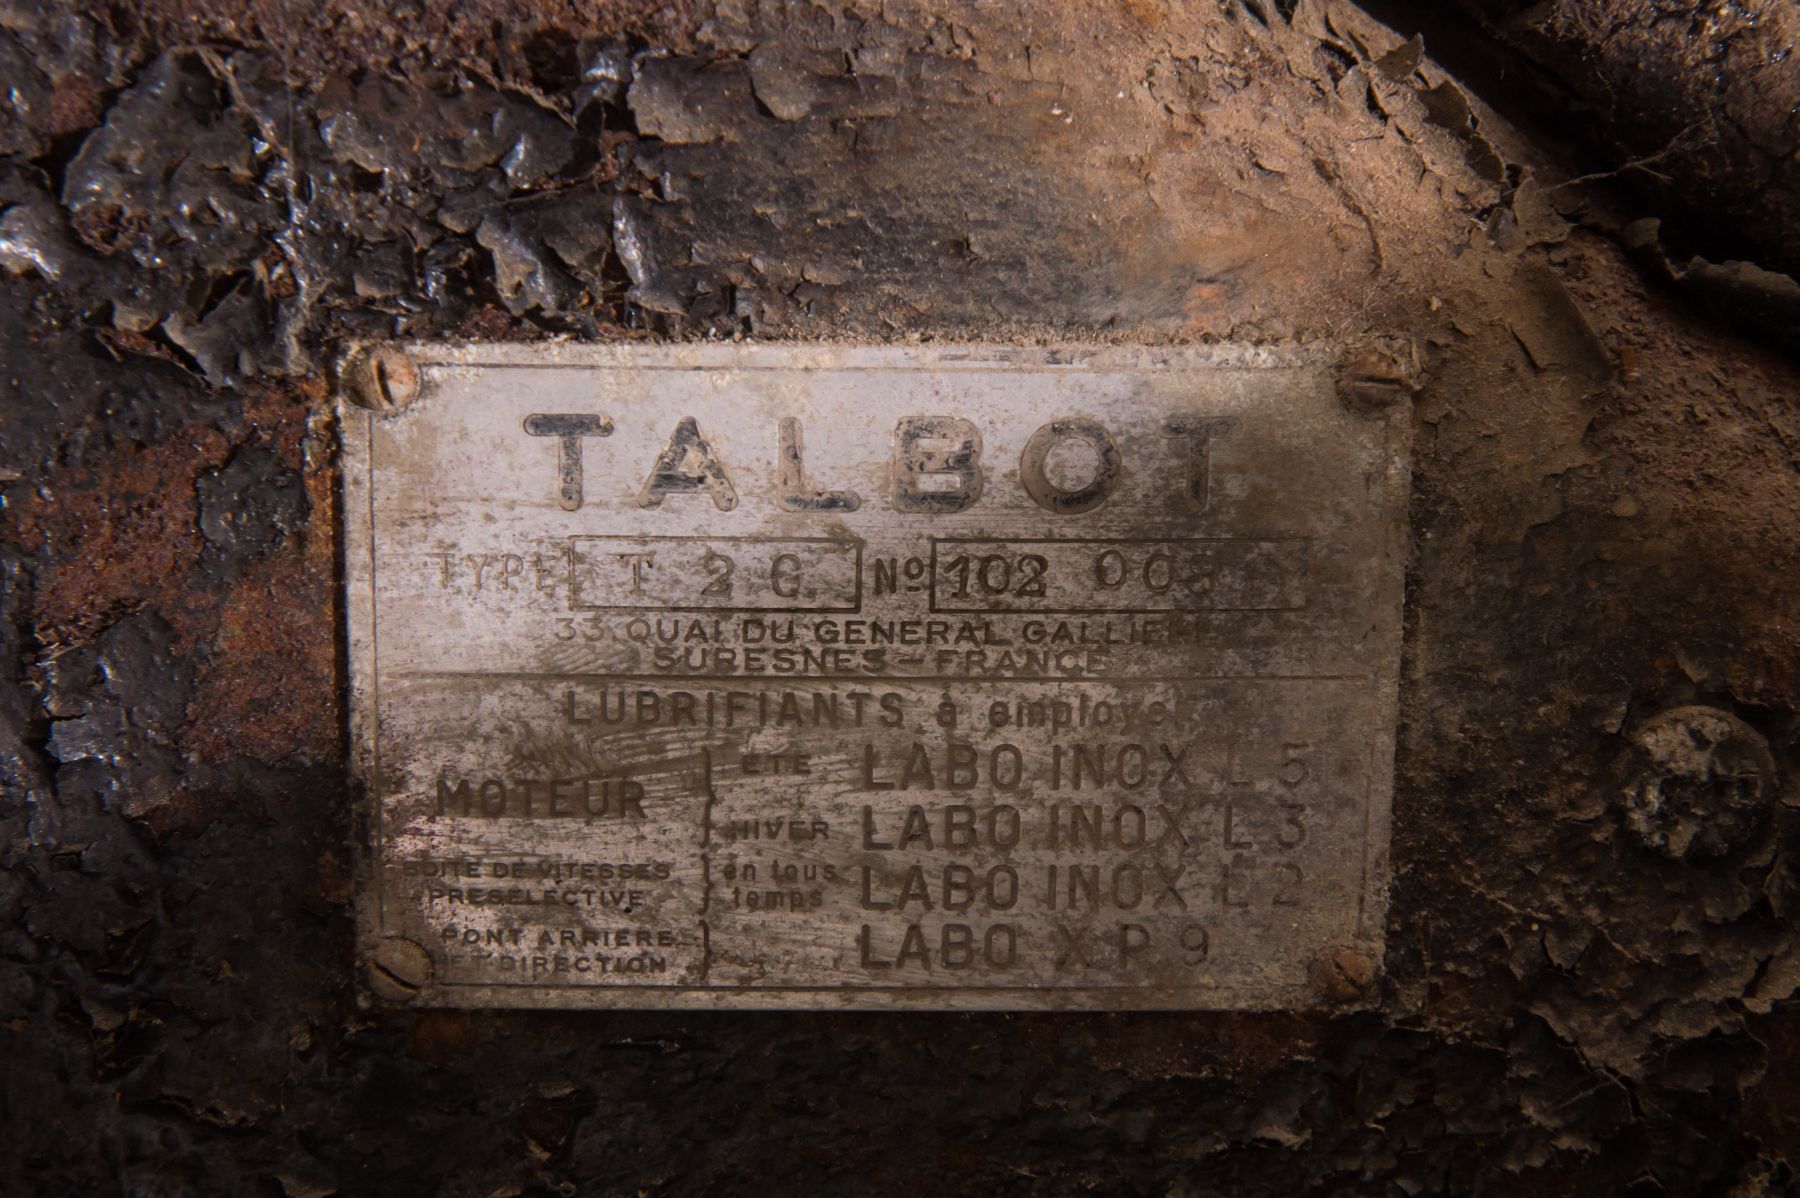 TALBOT
TYPE T 26 Nº 102 008
33 QUAI DU GENERAL GALLIENI
SURESNES - FRANCE
LUBRIFIANTS à employer
MOTEUR ETE LABO INOX L 5
HIVER LABO INOX L 3
BOITE DE VITESSES en tous LABO INOX L 2
PRESELECTIVE temps
PONT ARRIERE LABO X P 9
ET DIRECTION